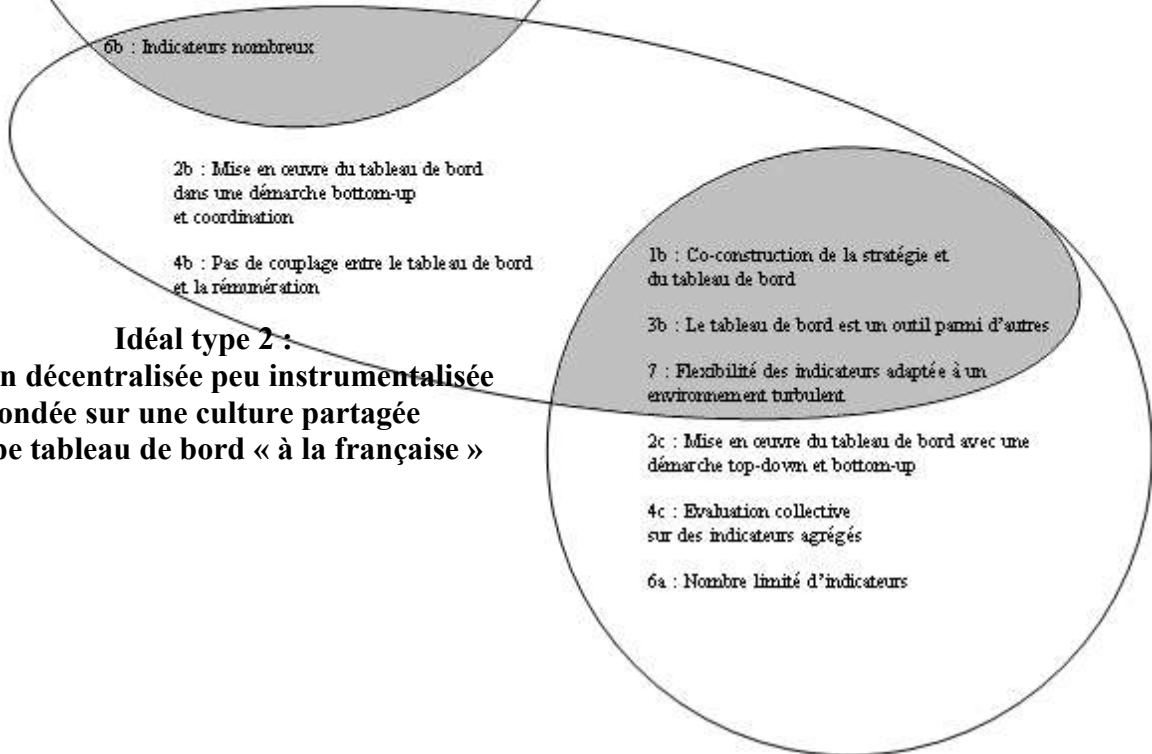 6b : Indicateurs nombreux
2b : Mise en œuvre du tableau de bord
dans une démarche bottom-up
et coordination
4b : Pas de couplage entre le tableau de bord
et la rémunération
Idéal type 2 :
n décentralisée peu instrumentalisée
ondée sur une culture partagée
pe tableau de bord « à la française »
1b : Co-construction de la stratégie et
du tableau de bord
3b : Le tableau de bord est un outil parmi d'autres
7 : Flexibilité des indicateurs adaptée à un
environnement turbulent
2c : Mise en œuvre du tableau de bord avec une
démarche top-down et bottom-up
4c : Evaluation collective
sur des indicateurs agrégés
6a : Nombre limité d'indicateurs